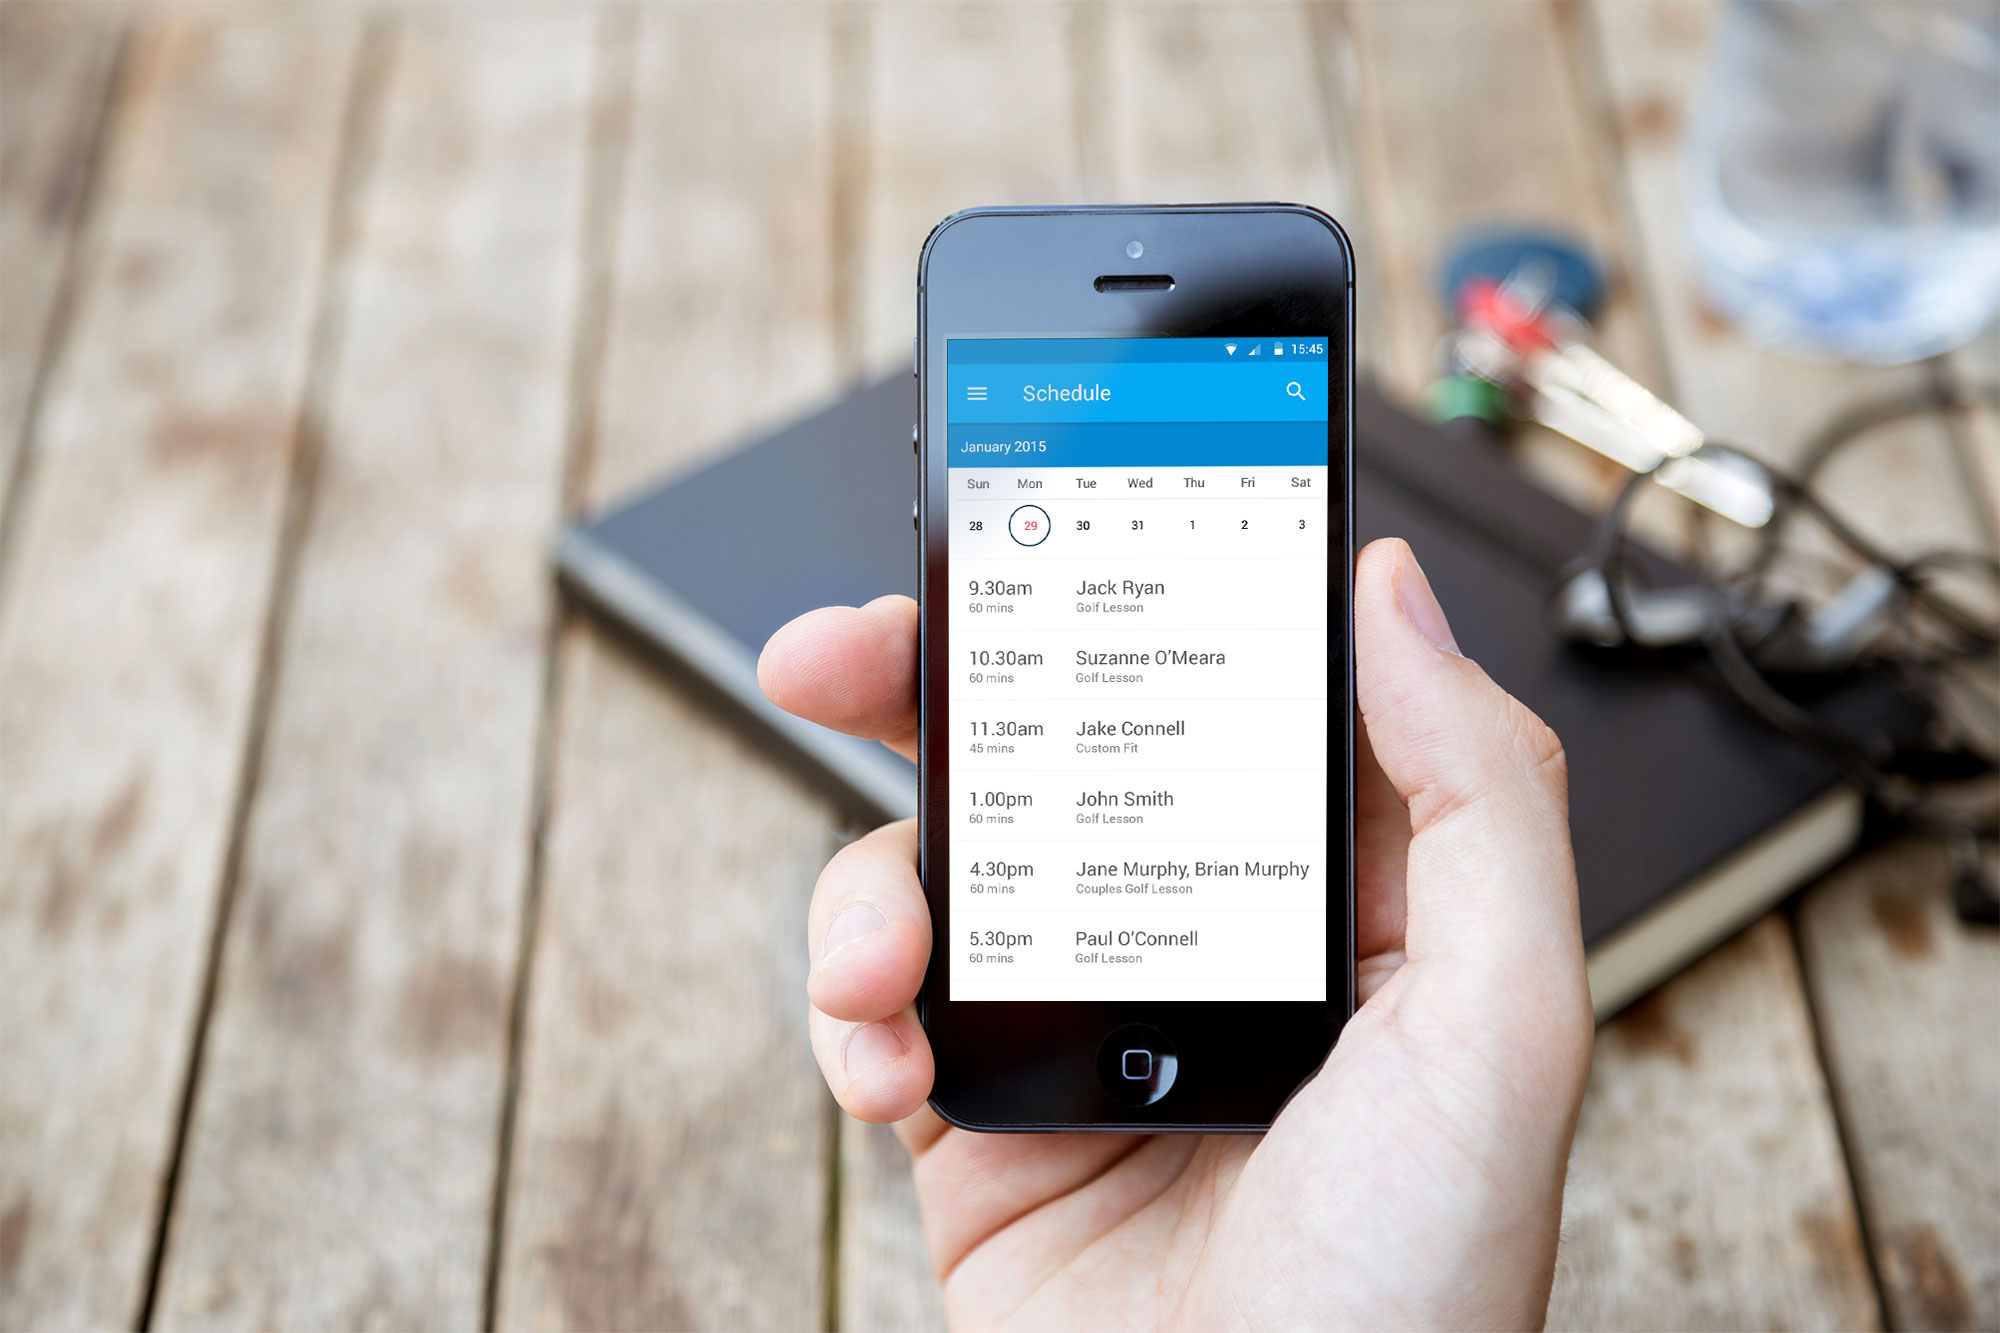 15:45
Schedule
January 2015
Sun Mon Tue Wed Thu Fri Sat
28 29 30 31 1 2 3
9.30am Jack Ryan
60 mins Golf Lesson
10.30am Suzanne O’Meara
60 mins Golf Lesson
11.30am Jake Connell
45 mins Custom Fit
1.00pm John Smith
60 mins Golf Lesson
4.30pm Jane Murphy, Brian Murphy
60 mins Couples Golf Lesson
5.30pm Paul O’Connell
60 mins Golf Lesson